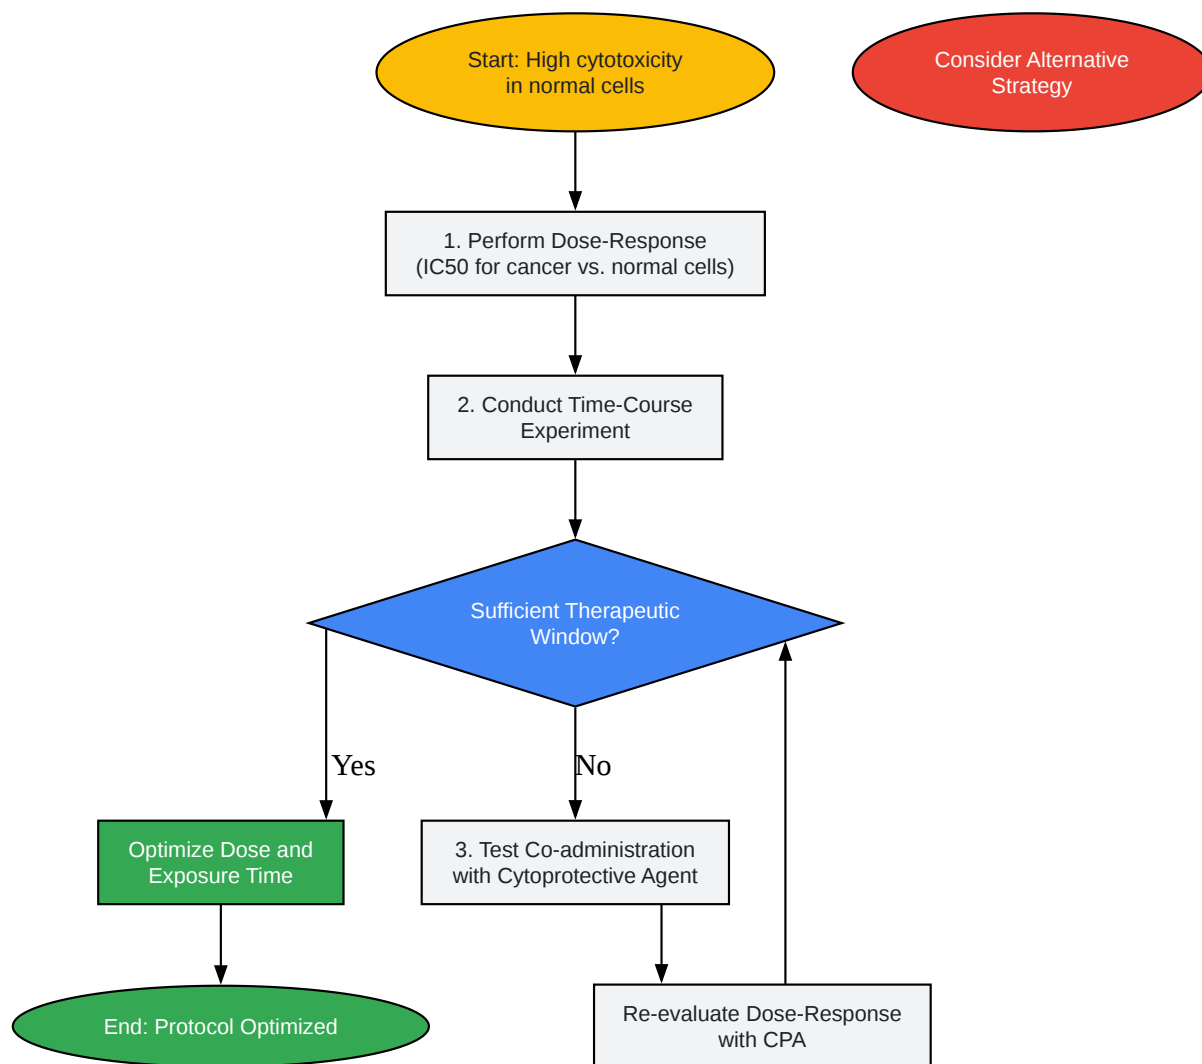 Start: High cytotoxicity
in normal cells
Consider Alternative
Strategy
1. Perform Dose-Response
(IC50 for cancer vs. normal cells)
2. Conduct Time-Course
Experiment
Sufficient Therapeutic
Window?
Yes
No
Optimize Dose and
Exposure Time
3. Test Co-administration
with Cytoprotective Agent
End: Protocol Optimized
Re-evaluate Dose-Response
with CPA